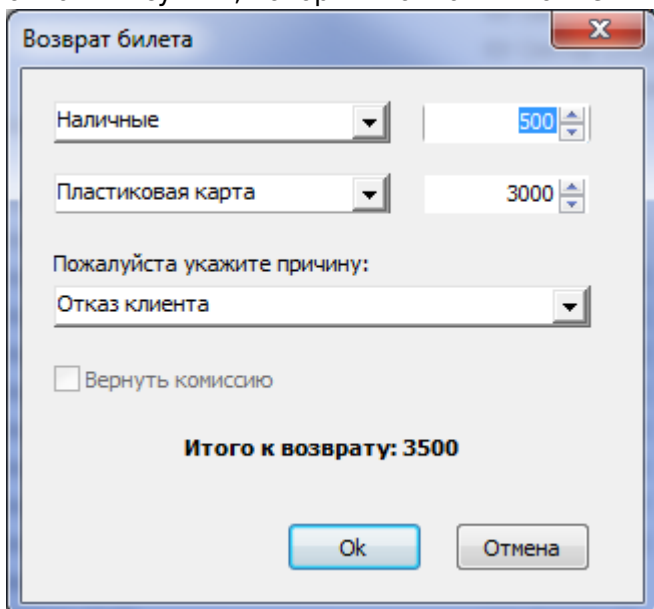 Возврат билета
Наличные 500
Пластиковая карта 3000
Пожалуйста укажите причину:
Отказ клиента
Вернуть комиссию
Итого к возврату: 3500
Ok Отмена